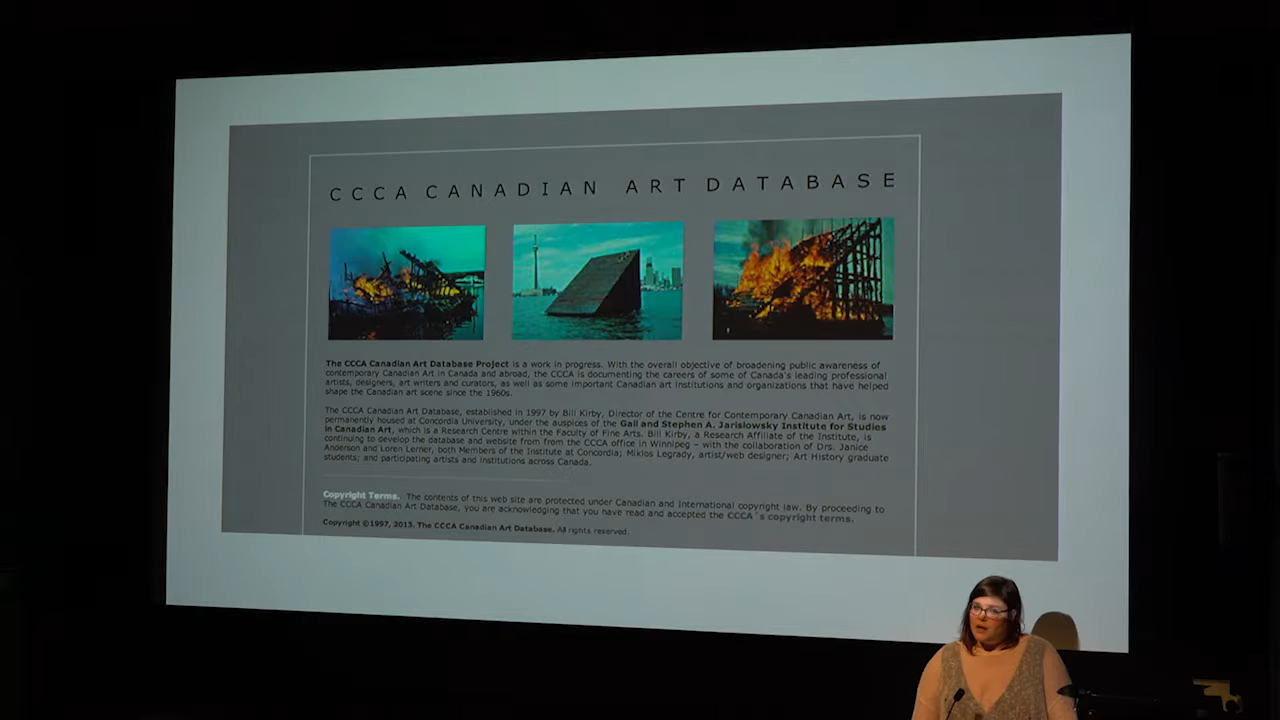 CCCA CANADIAN ART DATABASE
The CCCA Canadian Art Database Project is a work in progress. With the overall objective of broadening public awareness of
contemporary Canadian Art in Canada and abroad, the CCCA is documenting the careers of some of Canada's leading professional
artists, designers, art writers and curators, as well as some important Canadian art institutions and organizations that have helped
shape the Canadian art scene since the 1960s.
The CCCA Canadian Art Database, established in 1997 by Bill Kirby, Director of the Centre for Contemporary Canadian Art, is now
permanently housed at Concordia University, under the auspices of the Gail and Stephen A. Jarislowsky Institute for Studies
in Canadian Art, which is a Research Centre within the Faculty of Fine Arts. Bill Kirby, a Research Affiliate of the Institute, is
continuing to develop the database and website from from the CCCA office in Winnipeg – with the collaboration of Drs. Janice
Anderson and Loren Lerner, both Members of the Institute at Concordia; Miklos Legrady, artist/web designer; Art History graduate
students; and participating artists and institutions across Canada.
Copyright Terms. The contents of this web site are protected under Canadian and International copyright law. By proceeding to
The CCCA Canadian Art Database, you are acknowledging that you have read and accepted the CCCA´s copyright terms.
Copyright ©1997, 2013. The CCCA Canadian Art Database. All rights reserved.